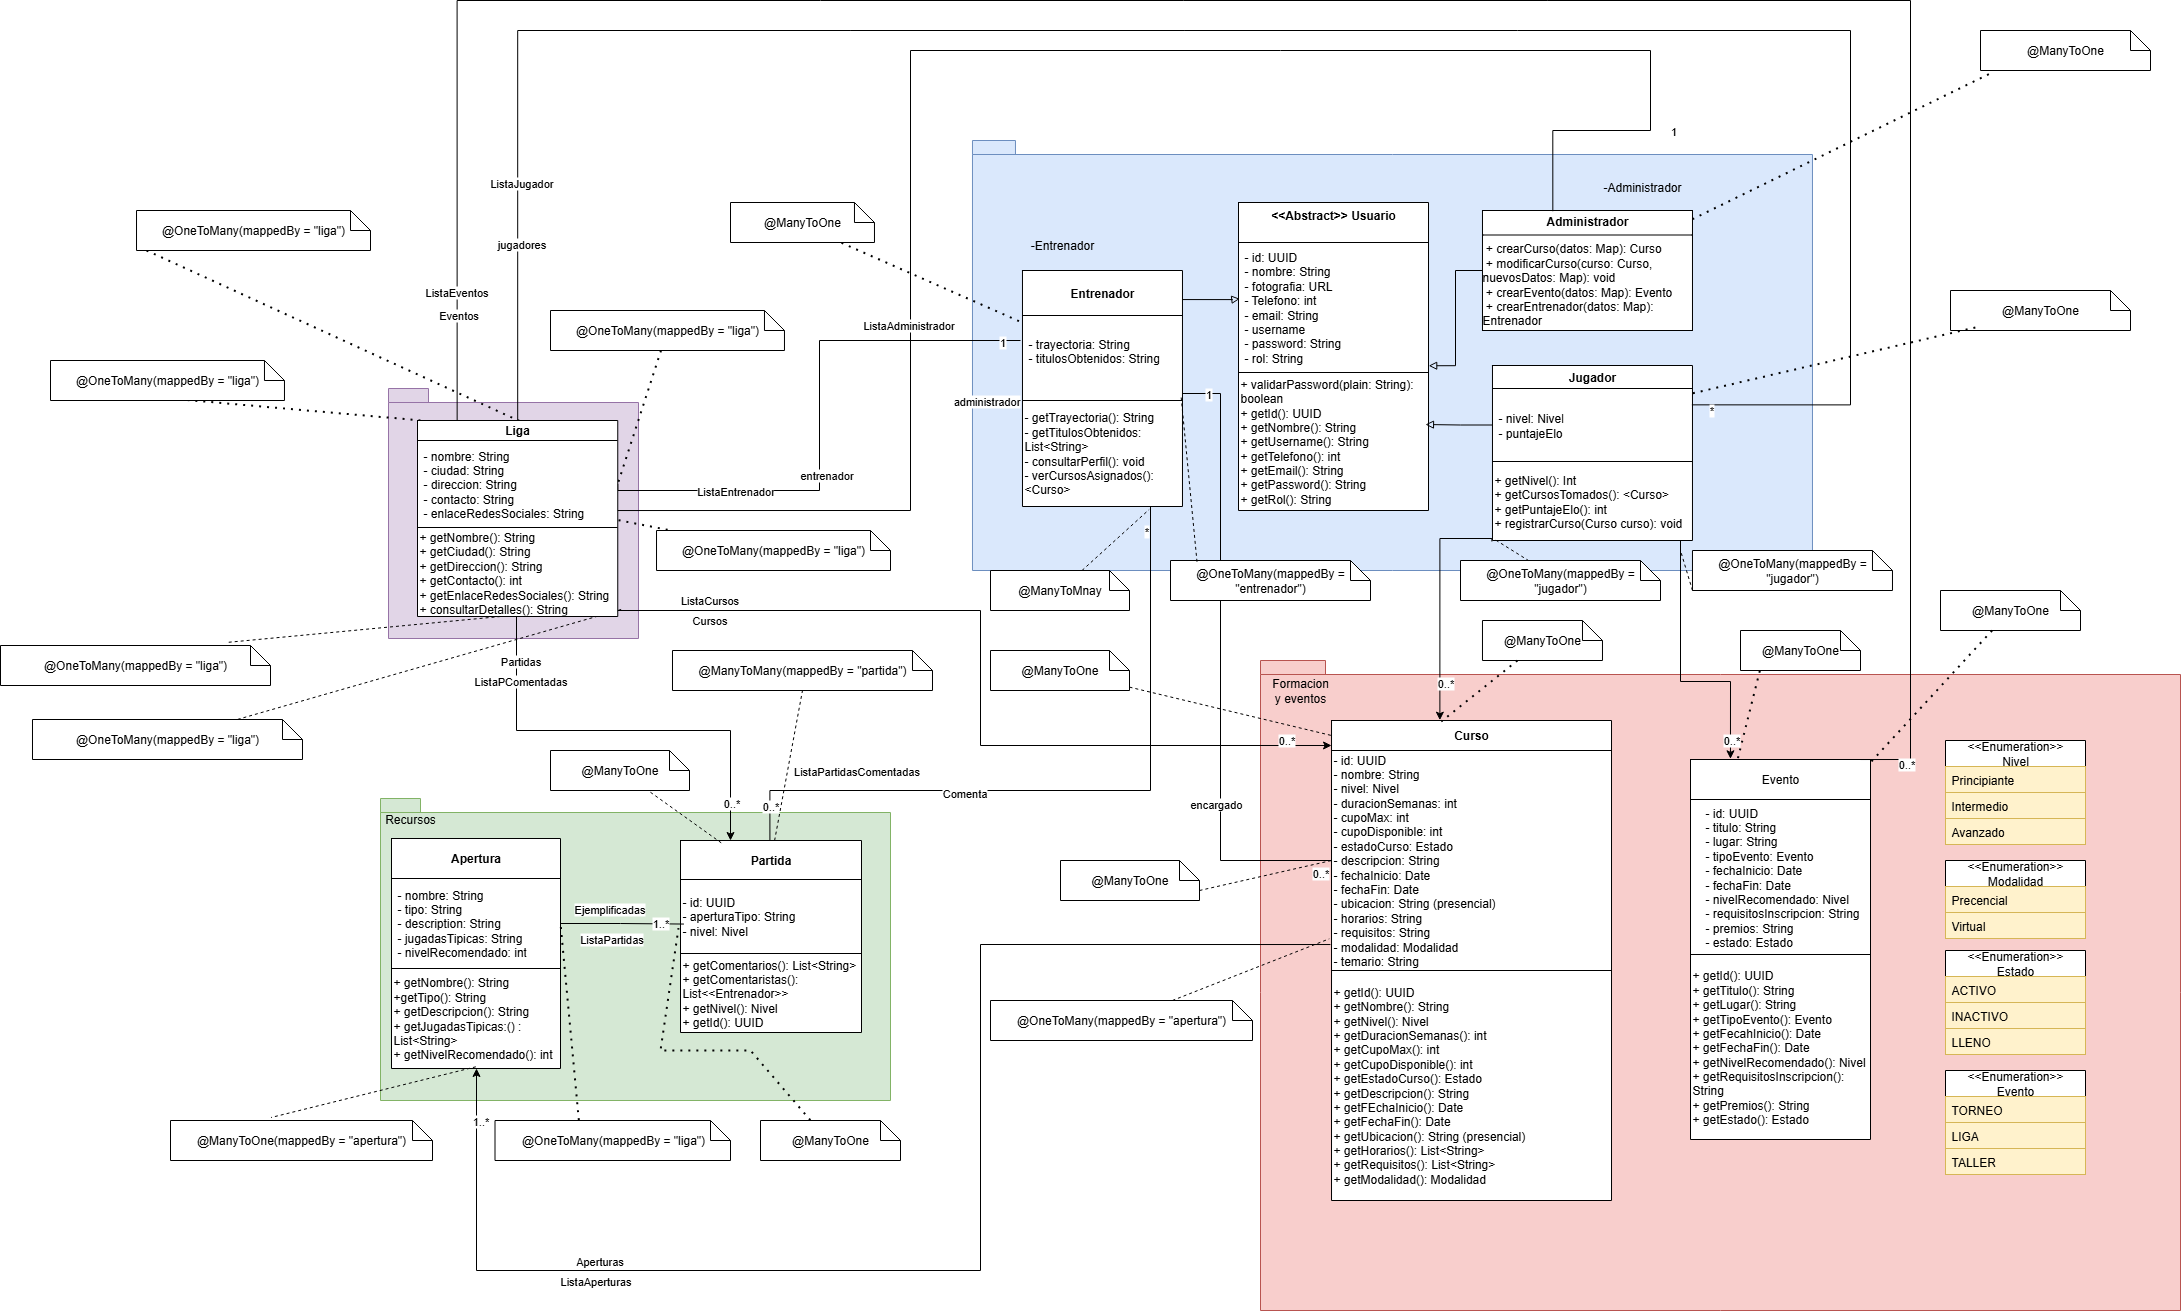 @ManyToOne
1
-Administrador
ListaJugador
jugadores
@OneToMany(mappedBy = "liga")
ListaEventos
Eventos
@OneToMany(mappedBy = "liga")
@OneToMany(mappedBy = "liga")
@ManyToOne
-Entrenador
ListaAdministrador
1
administrador
entrenador
ListaEntrenador
Entrenador
- trayectoria: String
- titulosObtenidos: String
- getTrayectoria(): String
- getTitulosObtenidos:
List<String>
- consultarPerfil(): void
- verCursosAsignados():
<Curso>
1
*
<<Abstract>> Usuario
- id: UUID
- nombre: String
- fotografia: URL
- Telefono: int
- email: String
- username
- password: String
- rol: String
+ validarPassword(plain: String):
boolean
+ getId(): UUID
+ getNombre(): String
+ getUsername(): String
+ getTelefono(): int
+ getEmail(): String
+ getPassword(): String
+ getRol(): String
Administrador
+ crearCurso(datos: Map): Curso
+ modificarCurso(curso: Curso,
nuevosDatos: Map): void
+ crearEvento(datos: Map): Evento
+ crearEntrenador(datos: Map):
Entrenador
@ManyToOne
Jugador
- nivel: Nivel
- puntajeElo
+ getNivel(): Int
+ getCursosTomados(): <Curso>
+ getPuntajeElo(): int
+ registrarCurso(Curso curso): void
*
Liga
- nombre: String
- ciudad: String
- direccion: String
- contacto: String
- enlaceRedesSociales: String
+ getNombre(): String
+ getCiudad(): String
+ getDireccion(): String
+ getContacto(): int
+ getEnlaceRedesSociales(): String
+ consultarDetalles(): String
@OneToMany(mappedBy = "liga")
@ManyToMnay
@OneToMany(mappedBy =
"entrenador")
@OneToMany(mappedBy =
"jugador")
@OneToMany(mappedBy =
"jugador")
ListaCursos
Cursos
@OneToMany(mappedBy = "liga")
@OneToMany(mappedBy = "liga")
Partidas
ListaPComentadas
@ManyToMany(mappedBy = "partida")
@ManyToOne
@ManyToOne
@ManyToOne
@ManyToOne
@ManyToOne
0..*
0..*
ListaPartidasComentadas
Comenta
0..*
0..*
0..*
0..*
encargado
0..*
@ManyToOne
@OneToMany(mappedBy = "apertura")
Recursos
Apertura
- nombre: String
- tipo: String
- description: String
- jugadasTipicas: String
- nivelRecomendado: int
+ getNombre(): String
+getTipo(): String
+ getDescripcion(): String
+ getJugadasTipicas:() :
List<String>
+ getNivelRecomendado(): int
Ejemplificadas
ListaPartidas
1..*
Partida
- id: UUID
- aperturaTipo: String
- nivel: Nivel
+ getComentarios(): List<String>
+ getComentaristas():
List<<Entrenador>>
+ getNivel(): Nivel
+ getId(): UUID
@ManyToOne(mappedBy = "apertura")
1..*
@OneToMany(mappedBy = "liga")
@ManyToOne
Aperturas
ListaAperturas
Formacion
y eventos
Curso
- id: UUID
- nombre: String
- nivel: Nivel
- duracionSemanas: int
- cupoMax: int
- cupoDisponible: int
- estadoCurso: Estado
- descripcion: String
- fechaInicio: Date
- fechaFin: Date
- ubicacion: String (presencial)
- horarios: String
- requisitos: String
- modalidad: Modalidad
- temario: String
+ getId(): UUID
+ getNombre(): String
+ getNivel(): Nivel
+ getDuracionSemanas(): int
+ getCupoMax(): int
+ getCupoDisponible(): int
+ getEstadoCurso(): Estado
+ getDescripcion(): String
+ getFEchaInicio(): Date
+ getFechaFin(): Date
+ getUbicacion(): String (presencial)
+ getHorarios(): List<String>
+ getRequisitos(): List<String>
+ getModalidad(): Modalidad
Evento
- id: UUID
- titulo: String
- lugar: String
- tipoEvento: Evento
- fechaInicio: Date
- fechaFin: Date
- nivelRecomendado: Nivel
- requisitosInscripcion: String
- premios: String
- estado: Estado
+ getId(): UUID
+ getTitulo(): String
+ getLugar(): String
+ getTipoEvento(): Evento
+ getFecahInicio(): Date
+ getFechaFin(): Date
+ getNivelRecomendado(): Nivel
+ getRequisitosInscripcion():
String
+ getPremios(): String
+ getEstado(): Estado
<<Enumeration>>
Nivel
Principiante
Intermedio
Avanzado
<<Enumeration>>
Modalidad
Precencial
Virtual
<<Enumeration>>
Estado
ACTIVO
INACTIVO
LLENO
<<Enumeration>>
Evento
TORNEO
LIGA
TALLER